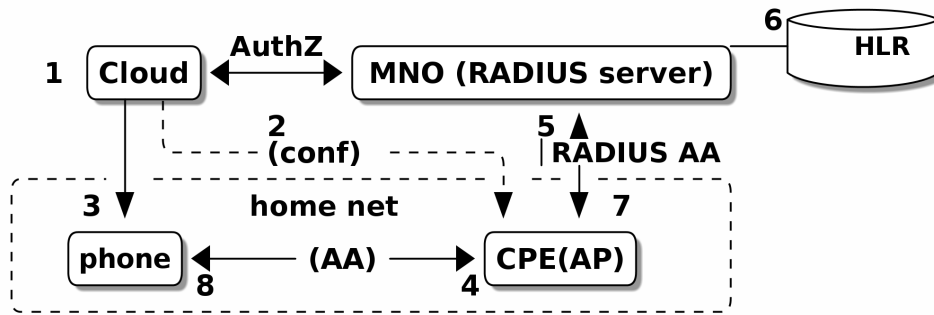 6
AuthZ
HLR
1
Cloud
MNO (RADIUS server)
2
(conf)
5
RADIUS AA
3
home net
7
phone
(AA)
CPE(AP)
8
4